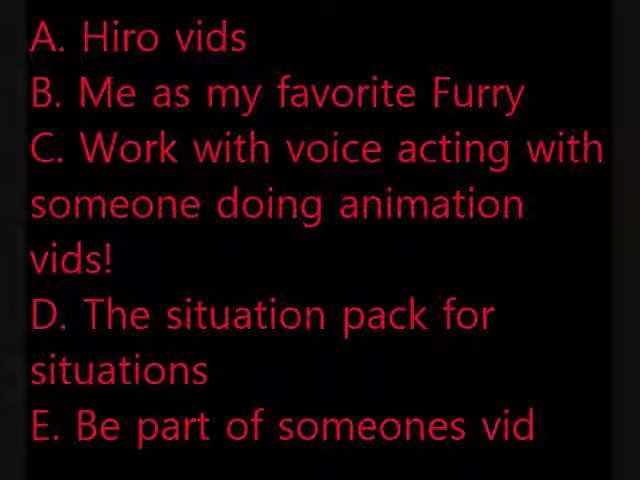 A. Hiro vids
B. Me as my favorite Furry
C. Work with voice acting with
someone doing animation
vids!
D. The situation pack for
situations
E. Be part of someones vid